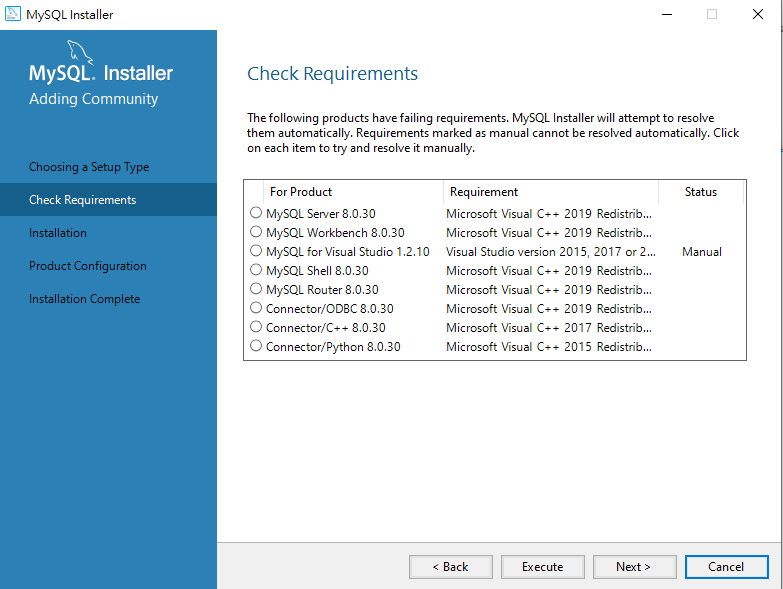 MySQL Installer
MySQL. Installer
Adding Community
Choosing a Setup Type
Check Requirements
Installation
Product Configuration
Installation Complete
Check Requirements
The following products have failing requirements. MySQL Installer will attempt to resolve
them automatically. Requirements marked as manual cannot be resolved automatically. Click
on each item to try and resolve it manually.
For Product Requirement Status
MySQL Server 8.0.30 Microsoft Visual C++ 2019 Redistrib...
MySQL Workbench 8.0.30 Microsoft Visual C++ 2019 Redistrib...
MySQL for Visual Studio 1.2.10 Visual Studio version 2015, 2017 or 2... Manual
MySQL Shell 8.0.30 Microsoft Visual C++ 2019 Redistrib...
MySQL Router 8.0.30 Microsoft Visual C++ 2019 Redistrib...
Connector/ODBC 8.0.30 Microsoft Visual C++ 2019 Redistrib...
Connector/C++ 8.0.30 Microsoft Visual C++ 2017 Redistrib...
Connector/Python 8.0.30 Microsoft Visual C++ 2015 Redistrib...
< Back Execute Next > Cancel